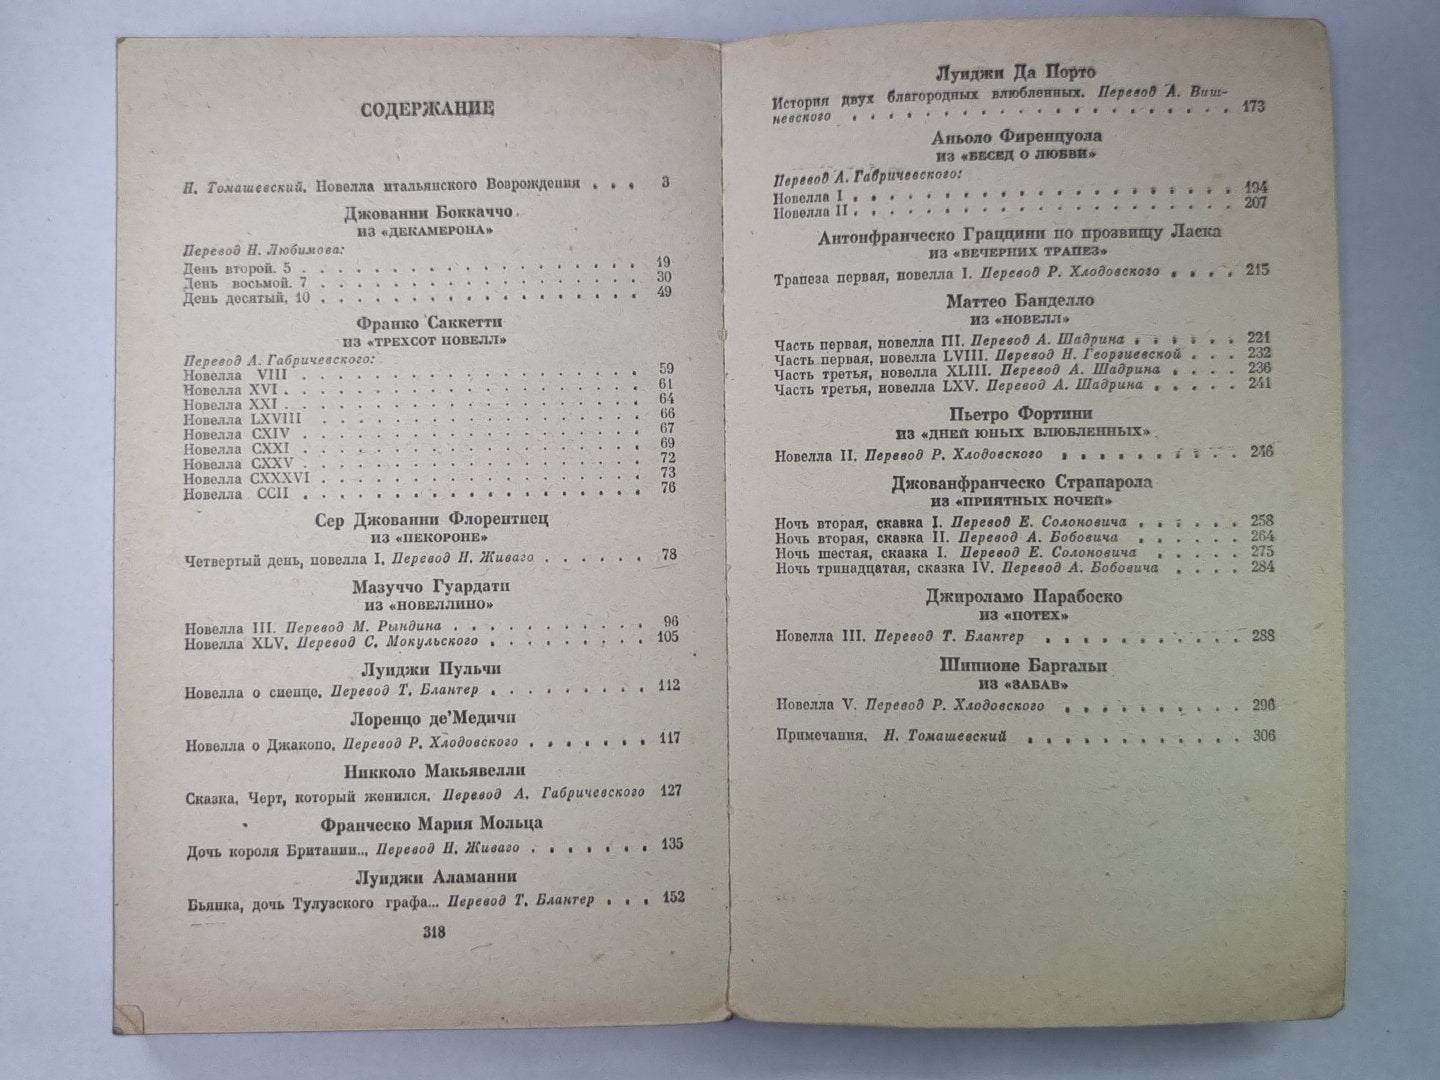 СОДЕРЖАНИЕ
Н. Томашевский. Новелла итальянского Возрождения . . . 3
Джованни Боккаччо
ИЗ «ДЕКАМЕРОНА»
Перевод Н. Любимова:
День второй. 5 . . . . . . . . . . . . . . . . 19
День восьмой. 7 . . . . . . . . . . . . . . . 30
День десятый. 10 . . . . . . . . . . . . . . . 49
Франко Саккетти
ИЗ «ТРЕХСОТ НОВЕЛЛ»
Перевод А. Габричевского:
Новелла VIII . . . . . . . . . . . . . . . . 59
Новелла XVI . . . . . . . . . . . . . . . . 61
Новелла XXI . . . . . . . . . . . . . . . . 64
Новелла LXVIII . . . . . . . . . . . . . . . 66
Новелла CXIV . . . . . . . . . . . . . . . . 67
Новелла CXXI . . . . . . . . . . . . . . . . 69
Новелла CXXV . . . . . . . . . . . . . . . . 72
Новелла CXXXVI . . . . . . . . . . . . . . . 73
Новелла CCII . . . . . . . . . . . . . . . . 76
Сер Джованни Флорентиец
ИЗ «ПЕКОРОНЕ»
Четвертый день, новелла I. Перевод Н. Живаго . . . . . . 78
Мазуччо Гуардати
ИЗ «НОВЕЛЛИНО»
Новелла III. Перевод М. Рындина . . . . . . . . . . 96
Новелла XLV. Перевод С. Мокульского . . . . . . . . 105
Луиджи Пульчи
Новелла о сиенце. Перевод Т. Блантер . . . . . . . . . 112
Лоренцо де'Медичи
Новелла о Джакопо. Перевод Р. Хлодовского . . . . . . . 117
Никколо Макьявелли
Сказка. Черт, который женился. Перевод А. Габричевского 127
Франческо Мария Мольца
Дочь короля Британии... Перевод Н. Живаго . . . . . . . 135
Луиджи Аламанни
Бьянка, дочь Тулузского графа... Перевод Т. Блантер . . . 152
318
Луиджи Да Порто
История двух благородных влюбленных. Перевод А. Виш-
невского . . . . . . . . . . . . . . . . . 173
Аньоло Фиренцуола
ИЗ «БЕСЕД О ЛЮБВИ»
Перевод А. Габричевского:
Новелла I . . . . . . . . . . . . . . . . . 194
Новелла II . . . . . . . . . . . . . . . . . 207
Антонфранческо Граццини по прозвищу Ласка
ИЗ «ВЕЧЕРНИХ ТРАПЕЗ»
Трапеза первая, новелла I. Перевод Р. Хлодовского . . . . 215
Маттео Банделло
ИЗ «НОВЕЛЛ»
Часть первая, новелла III. Перевод А. Шадрина . . . . . . 221
Часть первая, новелла LVIII. Перевод Н. Георгиевской . . . 232
Часть третья, новелла XLIII. Перевод А. Шадрина . . . . 236
Часть третья, новелла LXV. Перевод А. Шадрина . . . . . 241
Пьетро Фортини
ИЗ «ДНЕЙ ЮНЫХ ВЛЮБЛЕННЫХ»
Новелла II. Перевод Р. Хлодовского . . . . . . . . . . 246
Джованфранческо Страпарола
ИЗ «ПРИЯТНЫХ НОЧЕЙ»
Ночь вторая, сказка I. Перевод Е. Солоновича . . . . . . 258
Ночь вторая, сказка II. Перевод А. Бобовича . . . . . . 264
Ночь шестая, сказка I. Перевод Е. Солоновича . . . . . 275
Ночь тринадцатая, сказка IV. Перевод А. Бобовича . . . . 284
Джироламо Парабоско
ИЗ «ПОТЕХ»
Новелла III. Перевод Т. Блантер . . . . . . . . . . . 288
Шипионе Баргальи
ИЗ «ЗАБАВ»
Новелла V. Перевод Р. Хлодовского . . . . . . . . . . 296
Примечания. Н. Томашевский . . . . . . . . . . . . 306